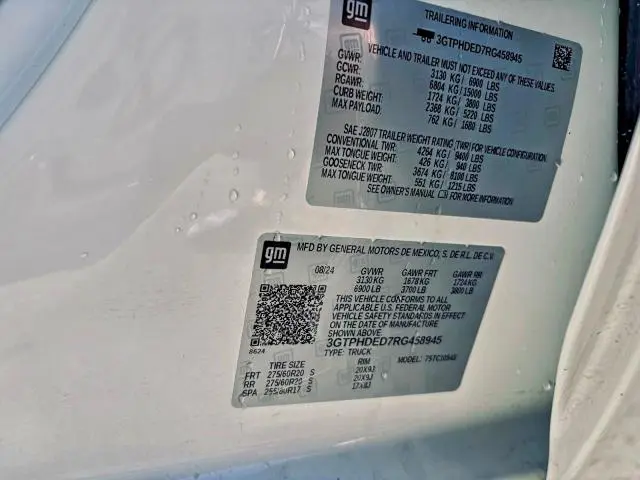 gm
TRAILERING INFORMATION
3GTPHDED7RG458945
VEHICLE AND TRAILER MUST NOT EXCEED ANY OF THESE VALUES
GVWR: 3130 KG / 6900 LBS
GCWR: 6804 KG / 15000 LBS
RGAWR: 1724 KG / 3800 LBS
CURB WEIGHT: 2368 KG / 5220 LBS
MAX PAYLOAD: 762 KG / 1680 LBS
SAE J2807 TRAILER WEIGHT RATING (TWR) FOR VEHICLE CONFIGURATION.
CONVENTIONAL TWR: 4264 KG / 9400 LBS
MAX TONGUE WEIGHT: 426 KG / 940 LBS
GOOSENECK TWR: 3674 KG / 8100 LBS
MAX TONGUE WEIGHT: 551 KG / 1215 LBS
SEE OWNER'S MANUAL FOR MORE INFORMATION
gm
MFD BY GENERAL MOTORS DE MEXICO, S. DE R.L. DE C.V.
08/24 GVWR GAWR FRT GAWR RR
3130 KG 1678 KG 1724 KG
6900 LB 3700 LB 3800 LB
THIS VEHICLE CONFORMS TO ALL
APPLICABLE U.S. FEDERAL MOTOR
VEHICLE SAFETY STANDARDS IN EFFECT
ON THE DATE OF MANUFACTURE
SHOWN ABOVE.
3GTPHDED7RG458945
8624
TYPE: TRUCK MODEL:
TIRE SIZE RIM
FRT 275/60R20 S 20X9J
RR 275/60R20 S 20X9J
SPA 255/80R17 S 17X8J